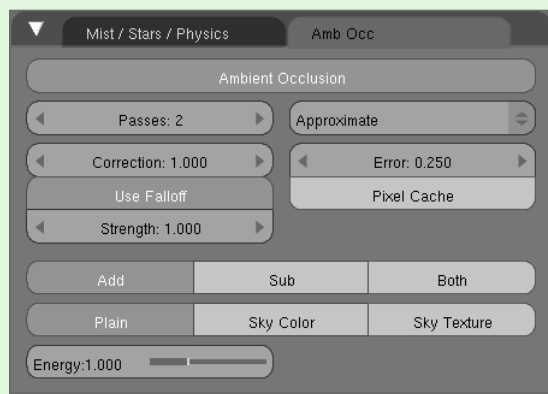 Mist / Stars / Physics Amb Occ
Ambient Occlusion
Passes: 2 Approximate
Correction: 1.000 Error: 0.250
Use Falloff Pixel Cache
Strength: 1.000
Add Sub Both
Plain Sky Color Sky Texture
Energy:1.000